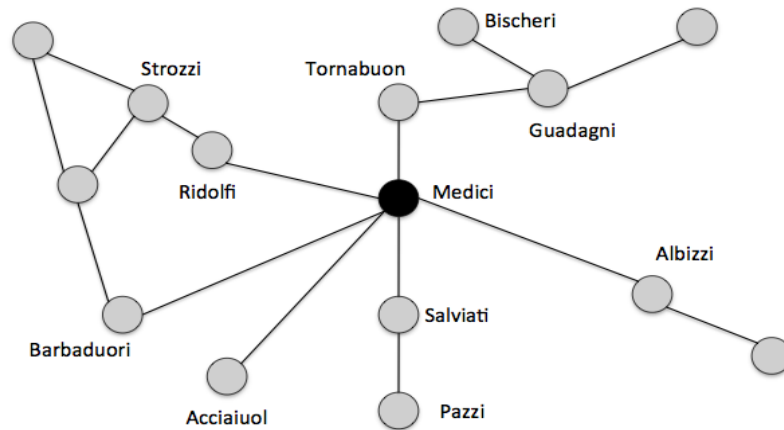 Bischeri
Strozzi
Tornabuon
Guadagni
Ridolfi
Medici
Albizzi
Salviati
Barbaduori
Acciaiuol
Pazzi